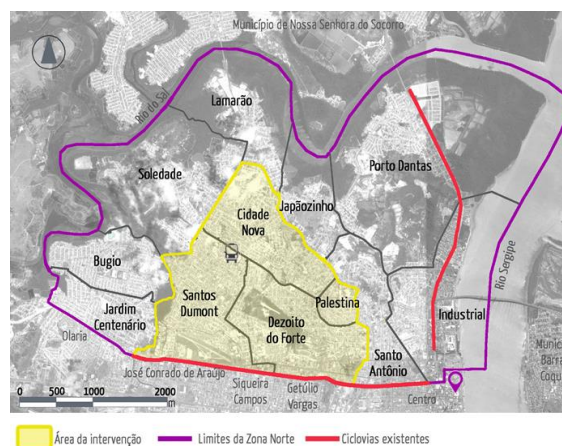 Município de Nossa Senhora do Socorro
Rio do Sal
Lamarão
Soledade
Porto Dantas
Japãozinho
Cidade
Nova
Bugio
Rio Sergipe
Santos
Dumont
Palestina
Jardim
Centenário
Dezoito
do Forte
Industrial
Olaria
Santo
Antônio
José Conrado de Araújo
Siqueira
Campos
Getúlio
Vargas
Centro
Muni
Barra
Coqu
0 500 1000 2000
m
Área da intervenção Limites da Zona Norte Ciclovias existentes